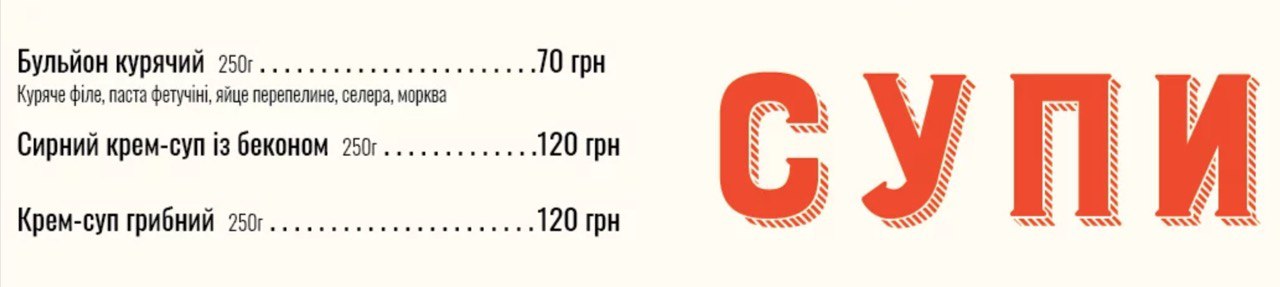 Бульйон курячий 250г . . . . . . . . . . . . . . . . . . . . . . .70 грн
Куряче філе, паста фетучіні, яйце перепелине, селера, морква
Сирний крем-суп із беконом 250г . . . . . . . . . . . . .120 грн
Крем-суп грибний 250г . . . . . . . . . . . . . . . . . . . . . .120 грн
СУПИ